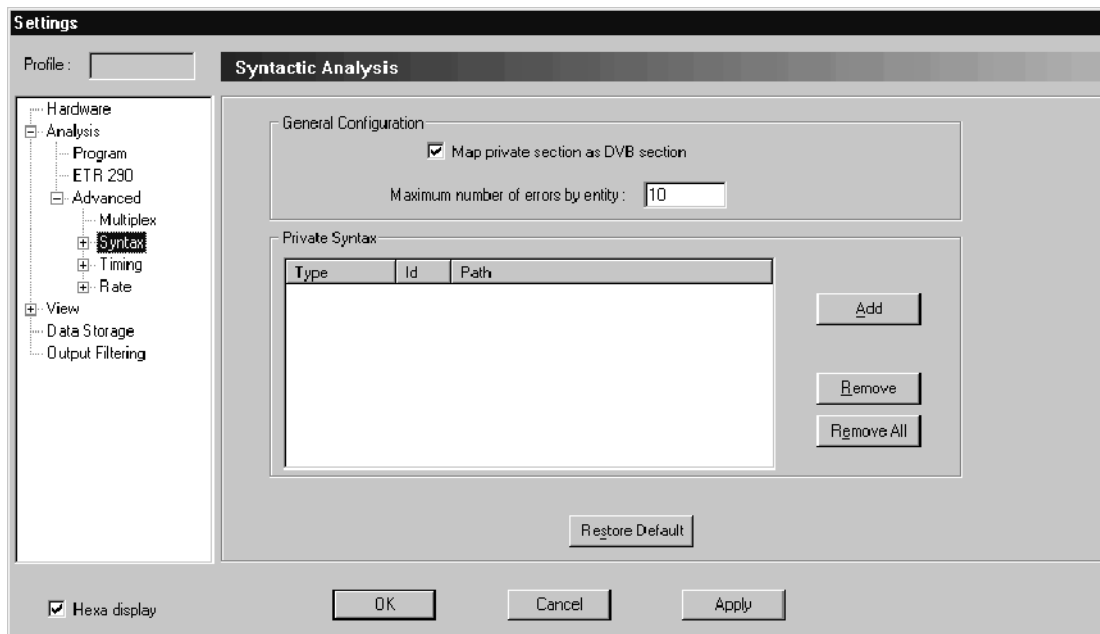 Settings
Profile :
Syntactic Analysis
Hardware
Analysis
Program
ETR 290
Advanced
Multiplex
Syntax
Timing
Rate
View
Data Storage
Output Filtering
General Configuration
Map private section as DVB section
Maximum number of errors by entity : 10
Private Syntax
Type Id Path
Add
Remove
Remove All
Restore Default
Hexa display
OK Cancel Apply